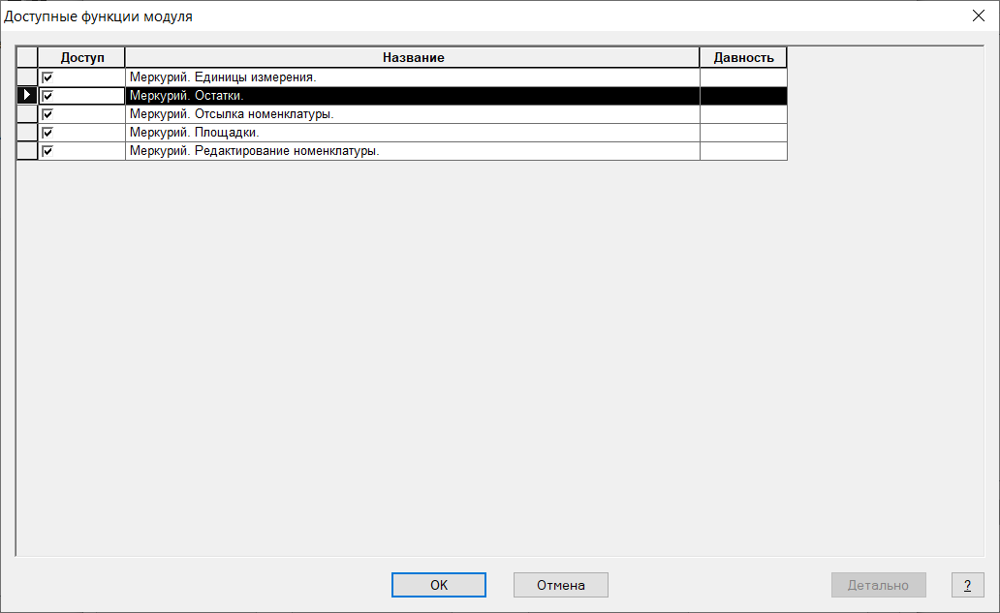 Доступные функции модуля
Доступ Название Давность
Меркурий. Единицы измерения.
Меркурий. Остатки.
Меркурий. Отсылка номенклатуры.
Меркурий. Площадки.
Меркурий. Редактирование номенклатуры.
OK Отмена Детально ?